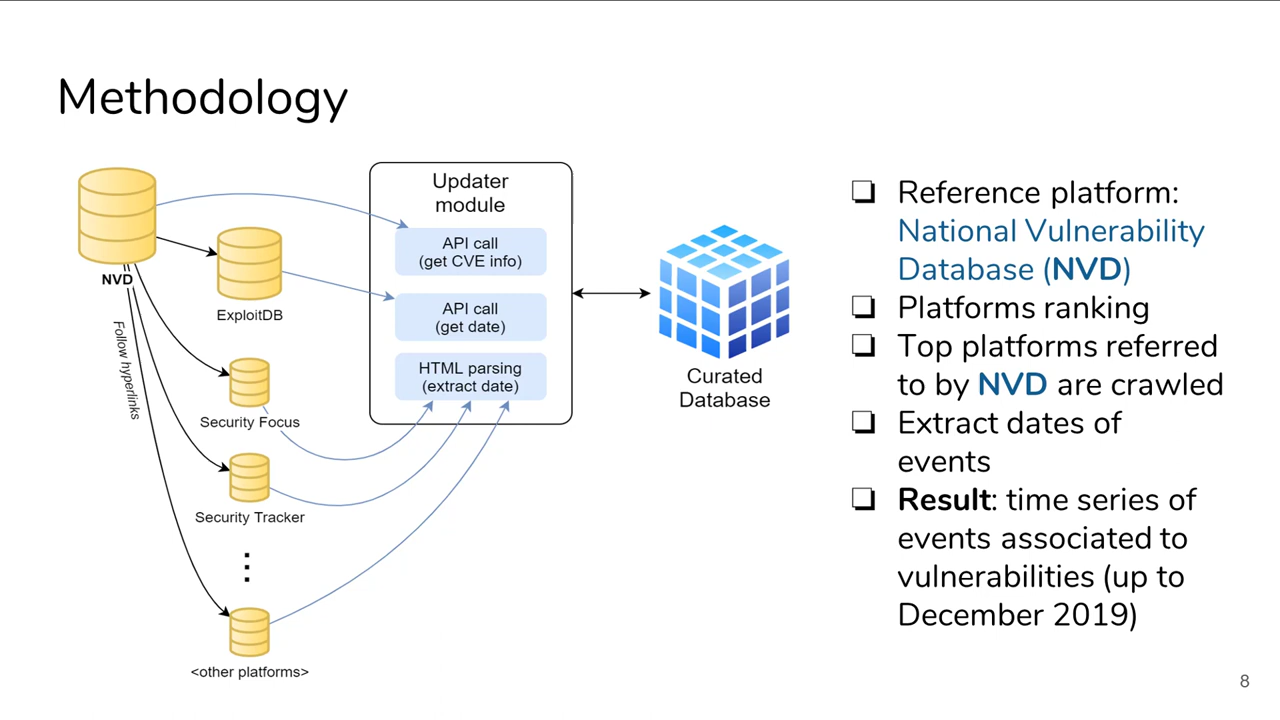 Methodology
NVD
Follow hyperlinks
ExploitDB
Security Focus
Security Tracker
<other platforms>
Updater
module
API call
(get CVE info)
API call
(get date)
HTML parsing
(extract date)
Curated
Database
Reference platform:
National Vulnerability
Database (NVD)
Platforms ranking
Top platforms referred
to by NVD are crawled
Extract dates of
events
Result: time series of
events associated to
vulnerabilities (up to
December 2019)
8